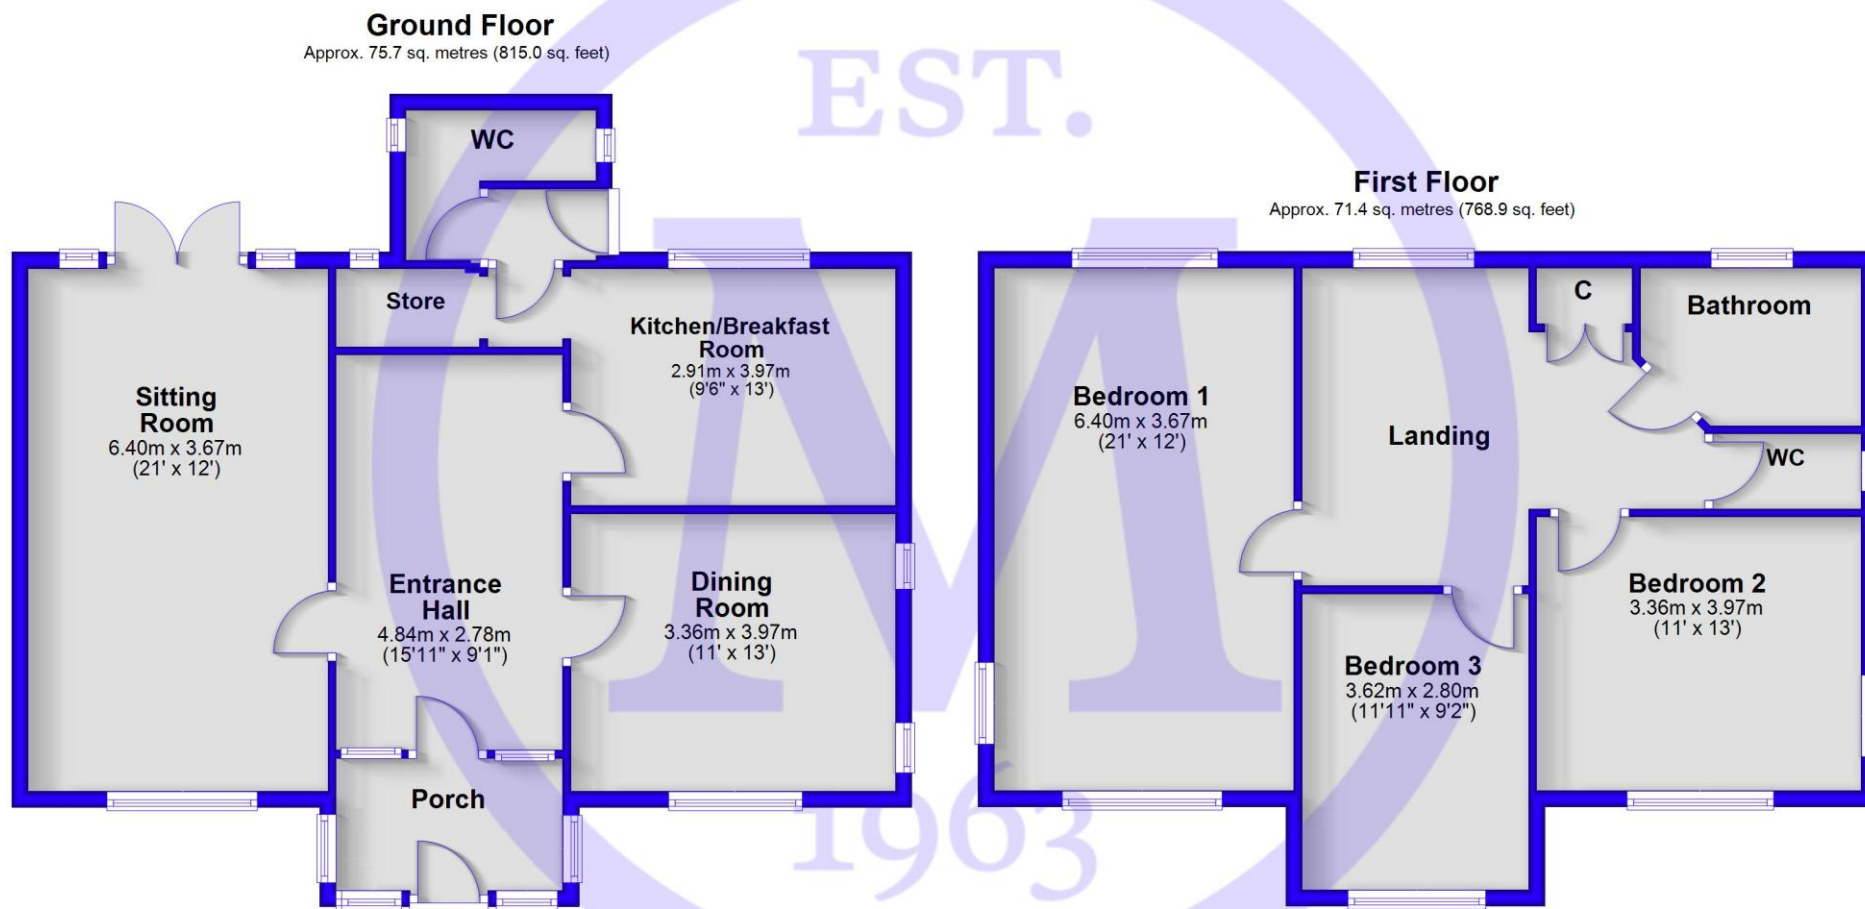 Ground Floor
Approx. 75.7 sq. metres (815.0 sq. feet)
WC
Store
Kitchen/Breakfast
Room
2.91m x 3.97m
(9'6" x 13')
Sitting
Room
6.40m x 3.67m
(21' x 12')
Entrance
Hall
4.84m x 2.78m
(15'11" x 9'1")
Dining
Room
3.36m x 3.97m
(11' x 13')
Porch
EST.
M
1963
First Floor
Approx. 71.4 sq. metres (768.9 sq. feet)
C
Bathroom
Bedroom 1
6.40m x 3.67m
(21' x 12')
Landing
WC
Bedroom 2
3.36m x 3.97m
(11' x 13')
Bedroom 3
3.62m x 2.80m
(11'11" x 9'2")